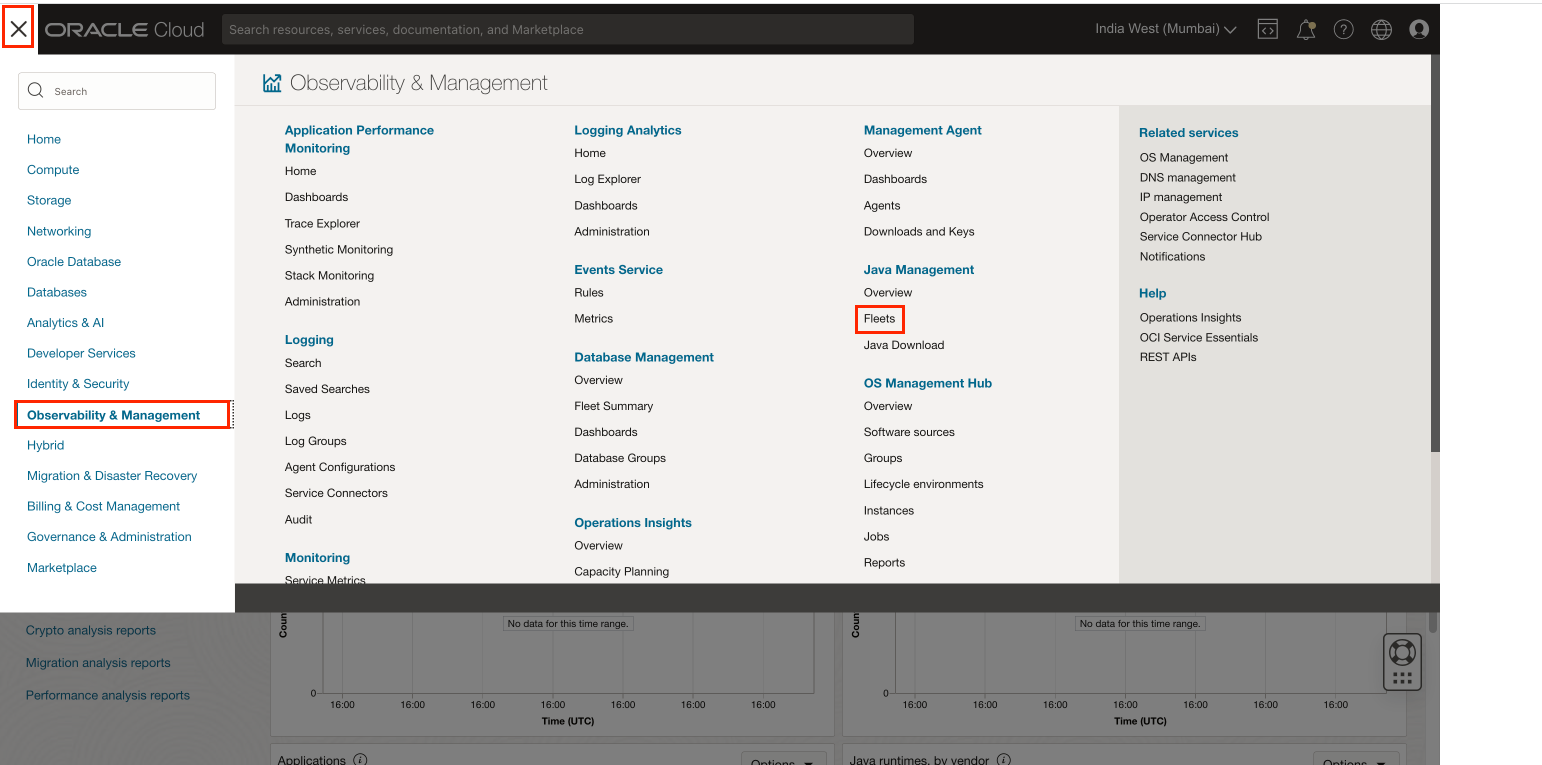 ORACLE Cloud
Search resources, services, documentation, and Marketplace
India West (Mumbai)
Search
Home
Compute
Storage
Networking
Oracle Database
Databases
Analytics & AI
Developer Services
Identity & Security
Observability & Management
Hybrid
Migration & Disaster Recovery
Billing & Cost Management
Governance & Administration
Marketplace
Observability & Management
Application Performance
Monitoring
Home
Dashboards
Trace Explorer
Synthetic Monitoring
Stack Monitoring
Administration
Logging
Search
Saved Searches
Logs
Log Groups
Agent Configurations
Service Connectors
Audit
Monitoring
Service Metrics
Logging Analytics
Home
Log Explorer
Dashboards
Administration
Events Service
Rules
Metrics
Database Management
Overview
Fleet Summary
Dashboards
Database Groups
Administration
Operations Insights
Overview
Capacity Planning
Management Agent
Overview
Dashboards
Agents
Downloads and Keys
Java Management
Overview
Fleets
Java Download
OS Management Hub
Overview
Software sources
Groups
Lifecycle environments
Instances
Jobs
Reports
Related services
OS Management
DNS management
IP management
Operator Access Control
Service Connector Hub
Notifications
Help
Operations Insights
OCI Service Essentials
REST APIs
Crypto analysis reports
Migration analysis reports
Performance analysis reports
Coun
No data for this time range.
0
16:00 16:00 16:00 16:00 16:00 16:00 16:00
Time (UTC)
Coun
No data for this time range.
0
16:00 16:00 16:00 16:00 16:00 16:00 16:00
Time (UTC)
Applications
Options
Java runtimes, by vendor
Options